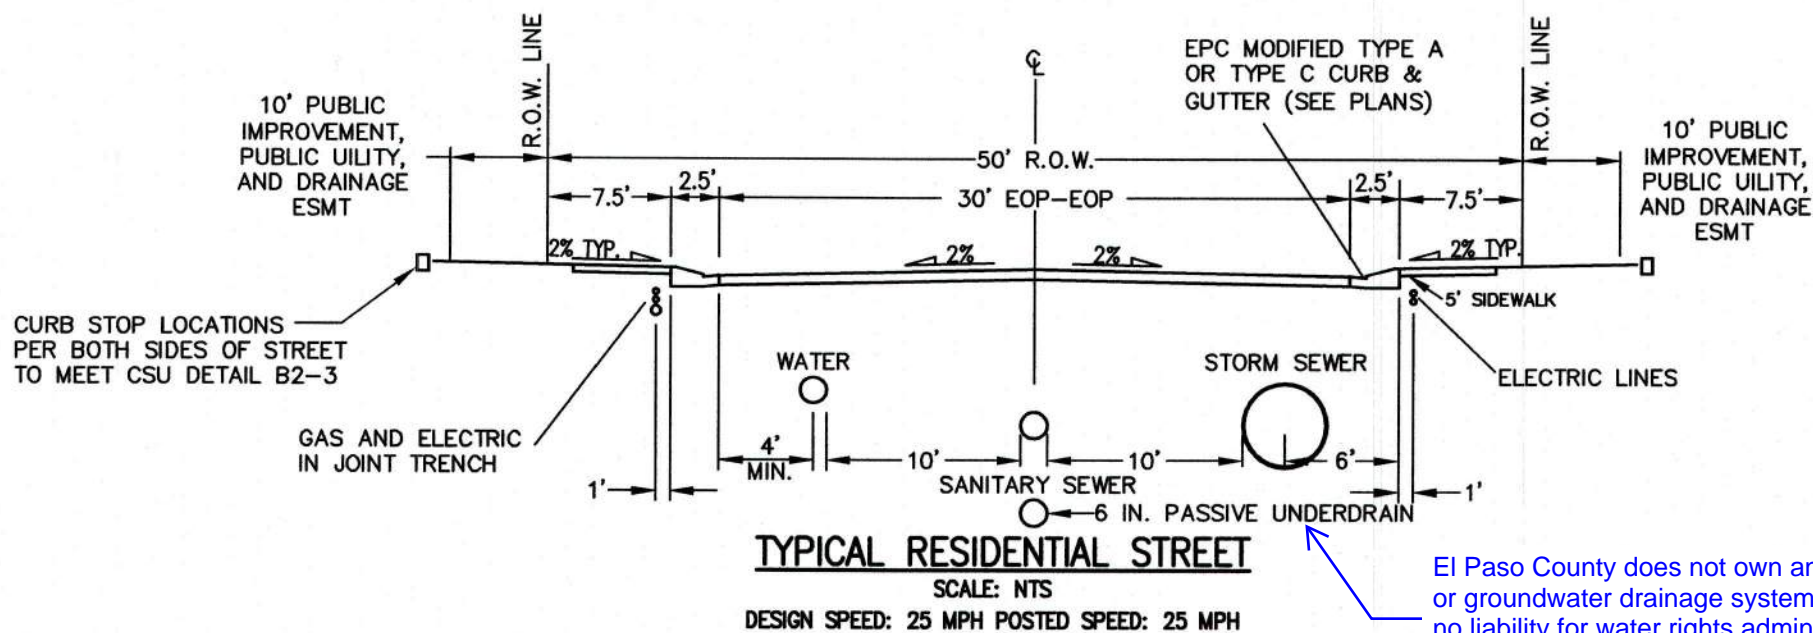 R.O.W. LINE
10' PUBLIC
IMPROVEMENT,
PUBLIC UILITY,
AND DRAINAGE
ESMT
℄
EPC MODIFIED TYPE A
OR TYPE C CURB &
GUTTER (SEE PLANS)
R.O.W. LINE
10' PUBLIC
IMPROVEMENT,
PUBLIC UILITY,
AND DRAINAGE
ESMT
50' R.O.W.
7.5'
2.5'
30' EOP-EOP
2.5'
7.5'
2% TYP.
2%
2%
2% TYP.
5' SIDEWALK
CURB STOP LOCATIONS
PER BOTH SIDES OF STREET
TO MEET CSU DETAIL B2-3
WATER
STORM SEWER
ELECTRIC LINES
GAS AND ELECTRIC
IN JOINT TRENCH
4'
MIN.
10'
10'
6'
1'
SANITARY SEWER
1'
6 IN. PASSIVE UNDERDRAIN
TYPICAL RESIDENTIAL STREET
SCALE: NTS
DESIGN SPEED: 25 MPH POSTED SPEED: 25 MPH
El Paso County does not own
or groundwater drainage system
no liability for water rights